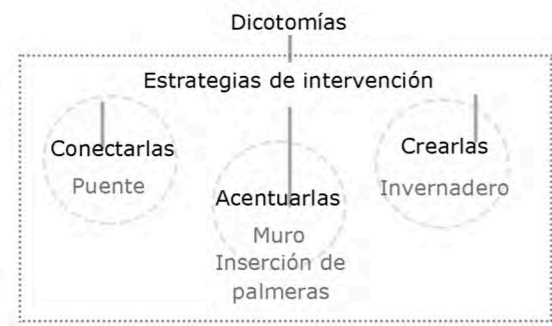 Dicotomías
Estrategias de intervención
Conectarlas
Puente
Acentuarlas
Muro
Inserción de
palmeras
Crearlas
Invernadero